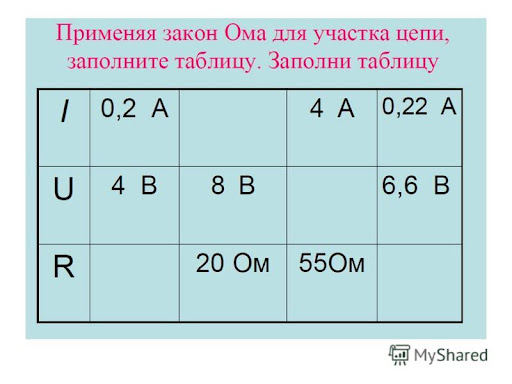 Применяя закон Ома для участка цепи,
заполните таблицу. Заполни таблицу
I 0,2 А 4 А 0,22 А
U 4 В 8 В 6,6 В
R 20 Ом 55Ом
MyShared